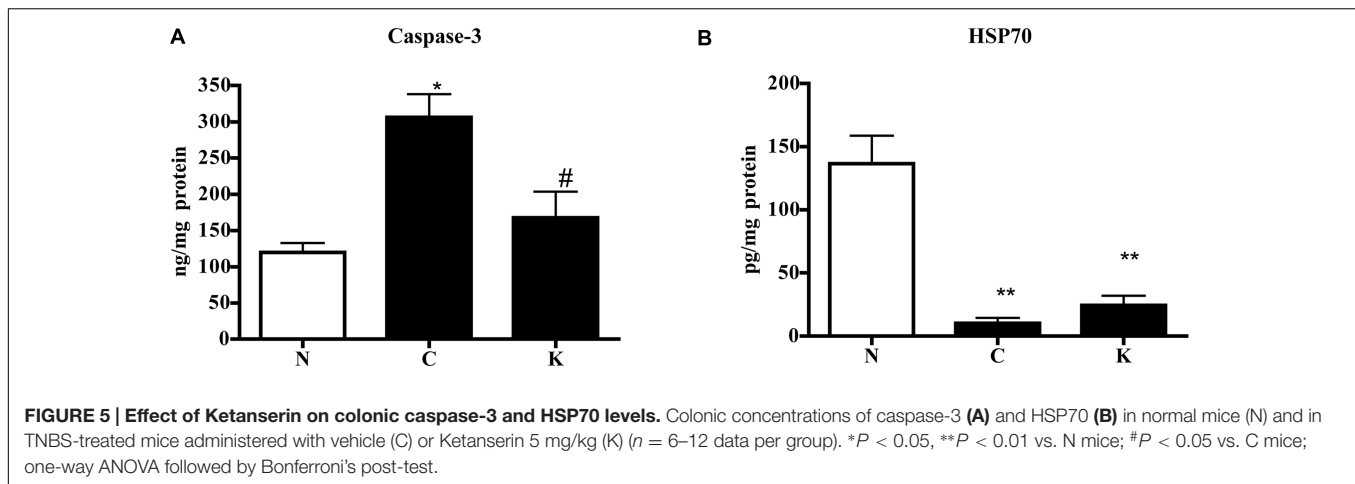 A
Caspase-3
ng/mg protein
350
300
250
200
150
100
50
0
*
#
N
C
K
B
HSP70
pg/mg protein
200
150
100
50
0
**
**
N
C
K
FIGURE 5 | Effect of Ketanserin on colonic caspase-3 and HSP70 levels. Colonic concentrations of caspase-3 (A) and HSP70 (B) in normal mice (N) and in
TNBS-treated mice administered with vehicle (C) or Ketanserin 5 mg/kg (K) (n = 6–12 data per group). *P < 0.05, **P < 0.01 vs. N mice; #P < 0.05 vs. C mice;
one-way ANOVA followed by Bonferroni's post-test.